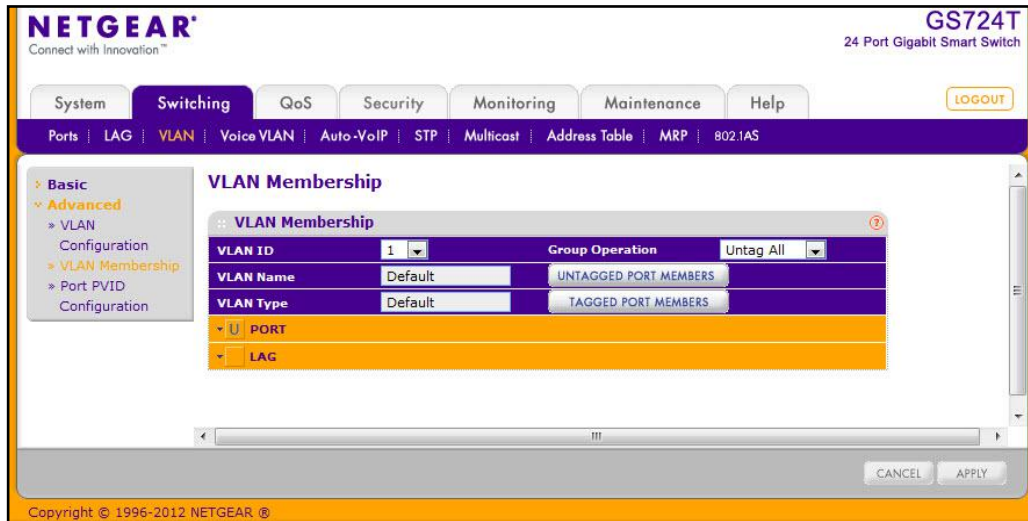 NETGEAR®
Connect with Innovation™
GS724T
24 Port Gigabit Smart Switch
System Switching QoS Security Monitoring Maintenance Help LOGOUT
Ports LAG VLAN Voice VLAN Auto-VoIP STP Multicast Address Table MRP 802.1AS
Basic
Advanced
» VLAN
Configuration
» VLAN Membership
» Port PVID
Configuration
VLAN Membership
VLAN Membership ?
VLAN ID 1 Group Operation Untag All
VLAN Name Default UNTAGGED PORT MEMBERS
VLAN Type Default TAGGED PORT MEMBERS
U PORT
LAG
CANCEL APPLY
Copyright © 1996-2012 NETGEAR ®